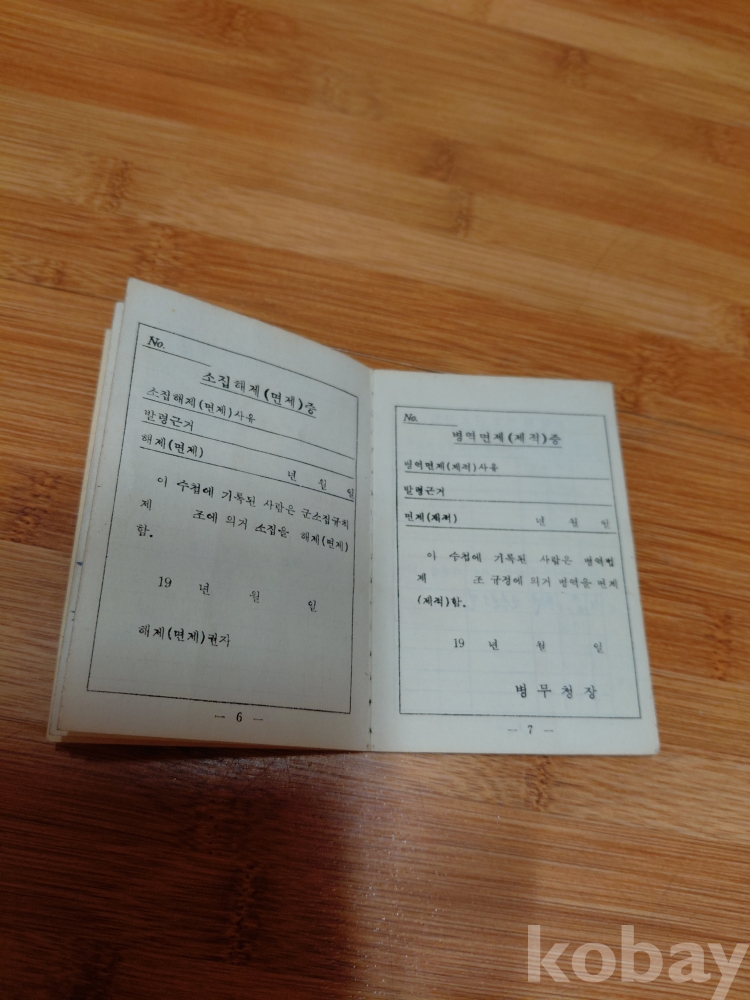 No.
소집해제(면제)증
소집해제(면제)사유
발령근거
해제(면제)
년 월 일
이 수첩에 기록된 사람은 군소집규칙
제 조에 의거 소집을 해제(면제)
함.
19 년 월 일
해제(면제)권자
— 6 —
No.
병역면제(제적)증
병역면제(제적)사유
발령근거
면제(제적) 년 월 일
이 수첩에 기록된 사람은 병역법
제 조 규정에 의거 병역을 면제
(제적)함.
19 년 월 일
병무청장
— 7 —
kobay